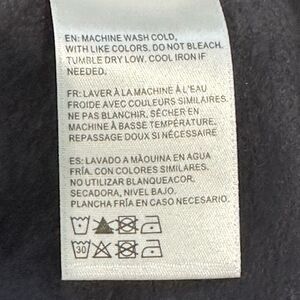 EN: MACHINE WASH COLD,
WITH LIKE COLORS. DO NOT BLEACH.
TUMBLE DRY LOW. COOL IRON IF
NEEDED.
FR: LAVER À LA MACHINE À L'EAU
FROIDE AVEC COULEURS SIMILAIRES.
NE PAS BLANCHIR. SÉCHER EN
MACHINE À BASSE TEMPÉRATURE.
REPASSAGE DOUX SI NÉCESSAIRE
ES: LAVADO A MÁQUINA EN AGUA
FRÍA. CON COLORES SIMILARES.
NO UTILIZAR BLANQUEACOR.
SECADORA, NIVEL BAJO.
PLANCHA FRÍA EN CASO NECESARIO.
30